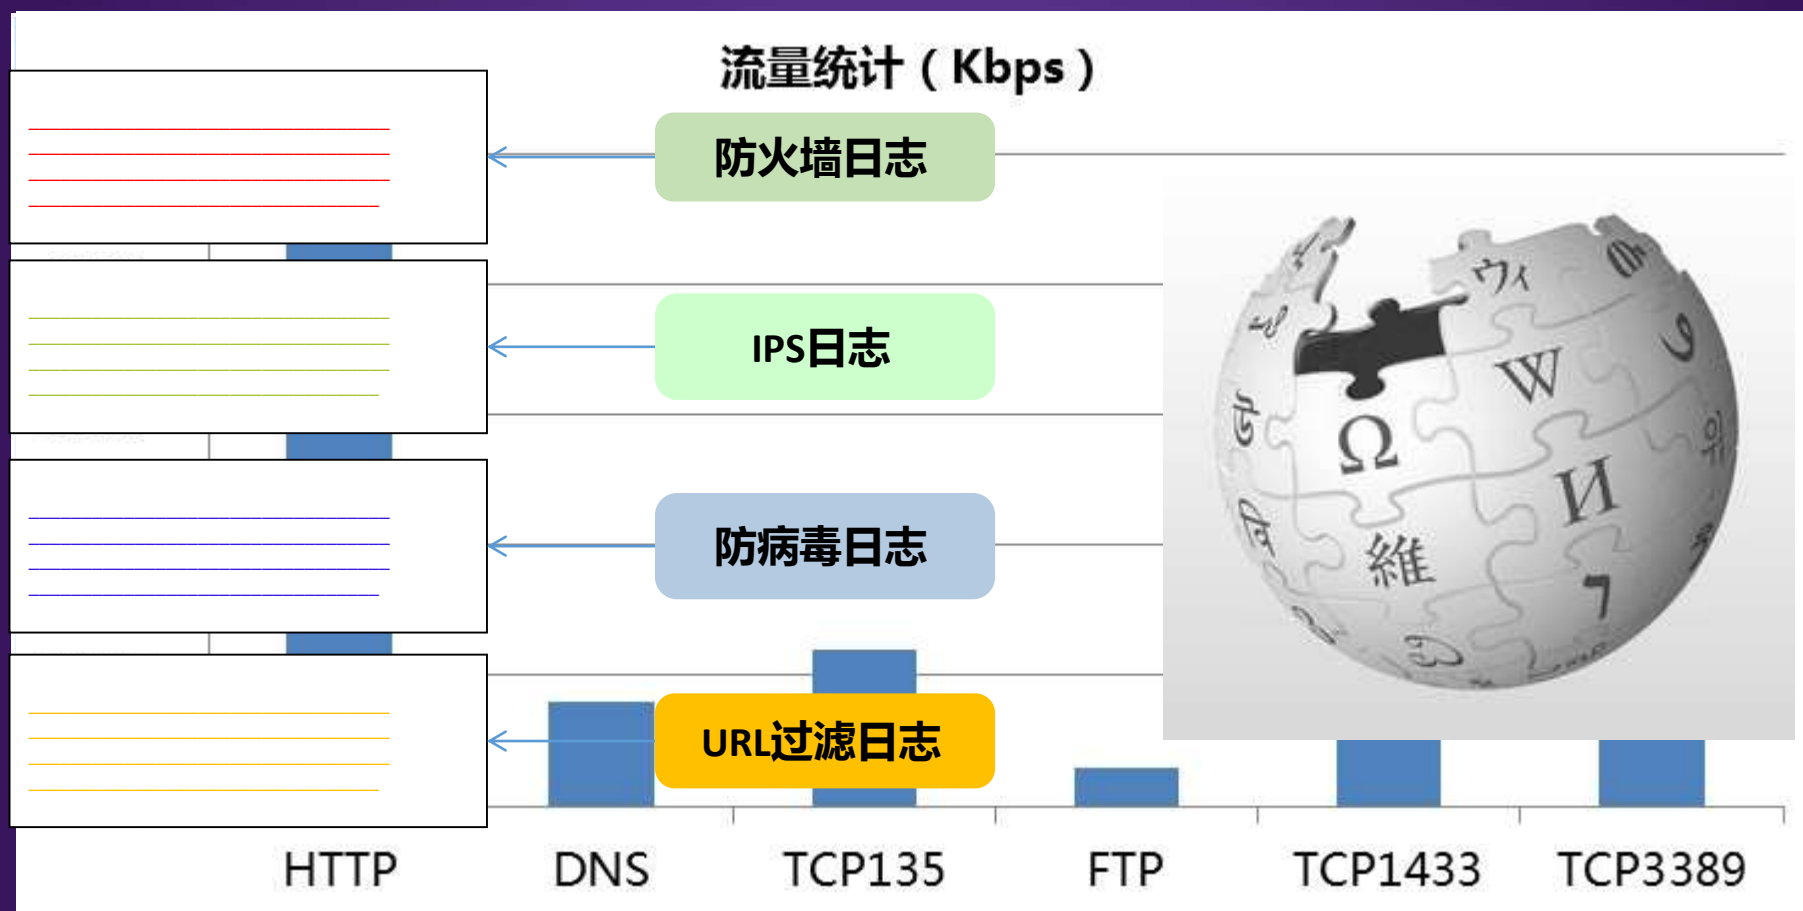 流量统计（Kbps）
防火墙日志
IPS日志
防病毒日志
URL过滤日志
ウィ
W
Ω
И
維
HTTP
DNS
TCP135
FTP
TCP1433
TCP3389